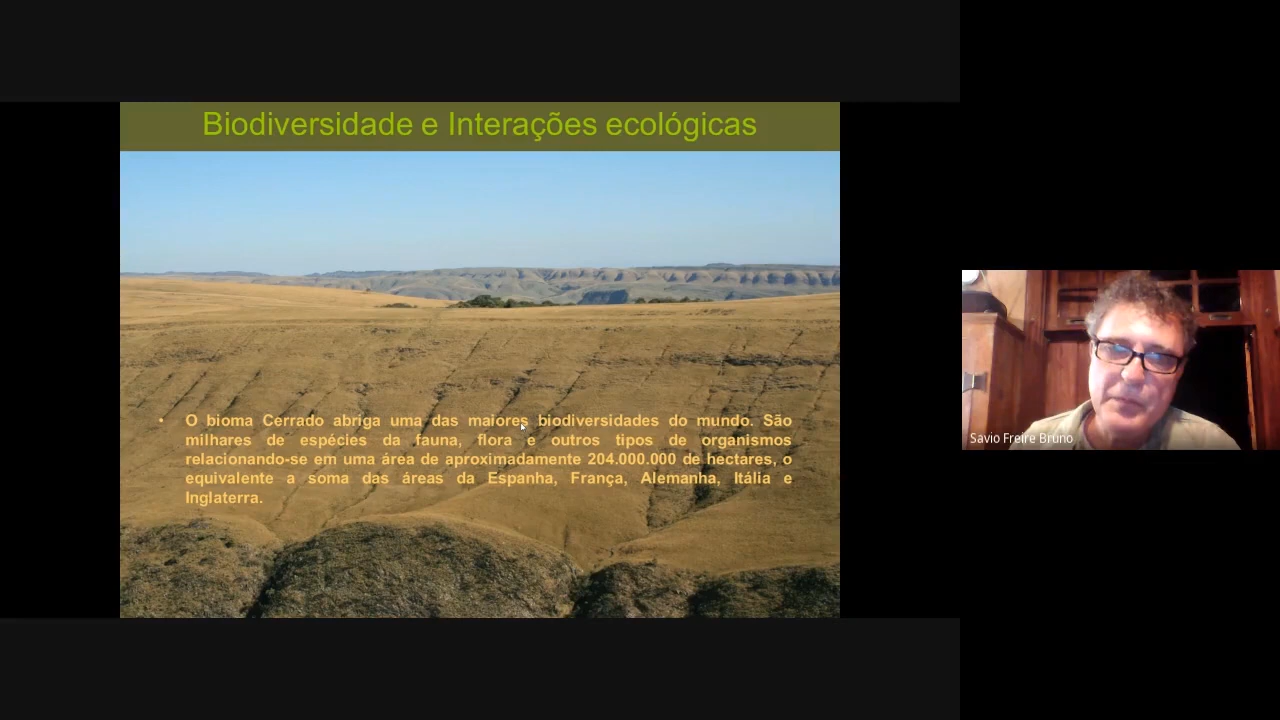 Biodiversidade e Interações ecológicas
• O bioma Cerrado abriga uma das maiores biodiversidades do mundo. São
milhares de espécies da fauna, flora e outros tipos de organismos
relacionando-se em uma área de aproximadamente 204.000.000 de hectares, o
equivalente a soma das áreas da Espanha, França, Alemanha, Itália e
Inglaterra.
Savio Freire Bruno